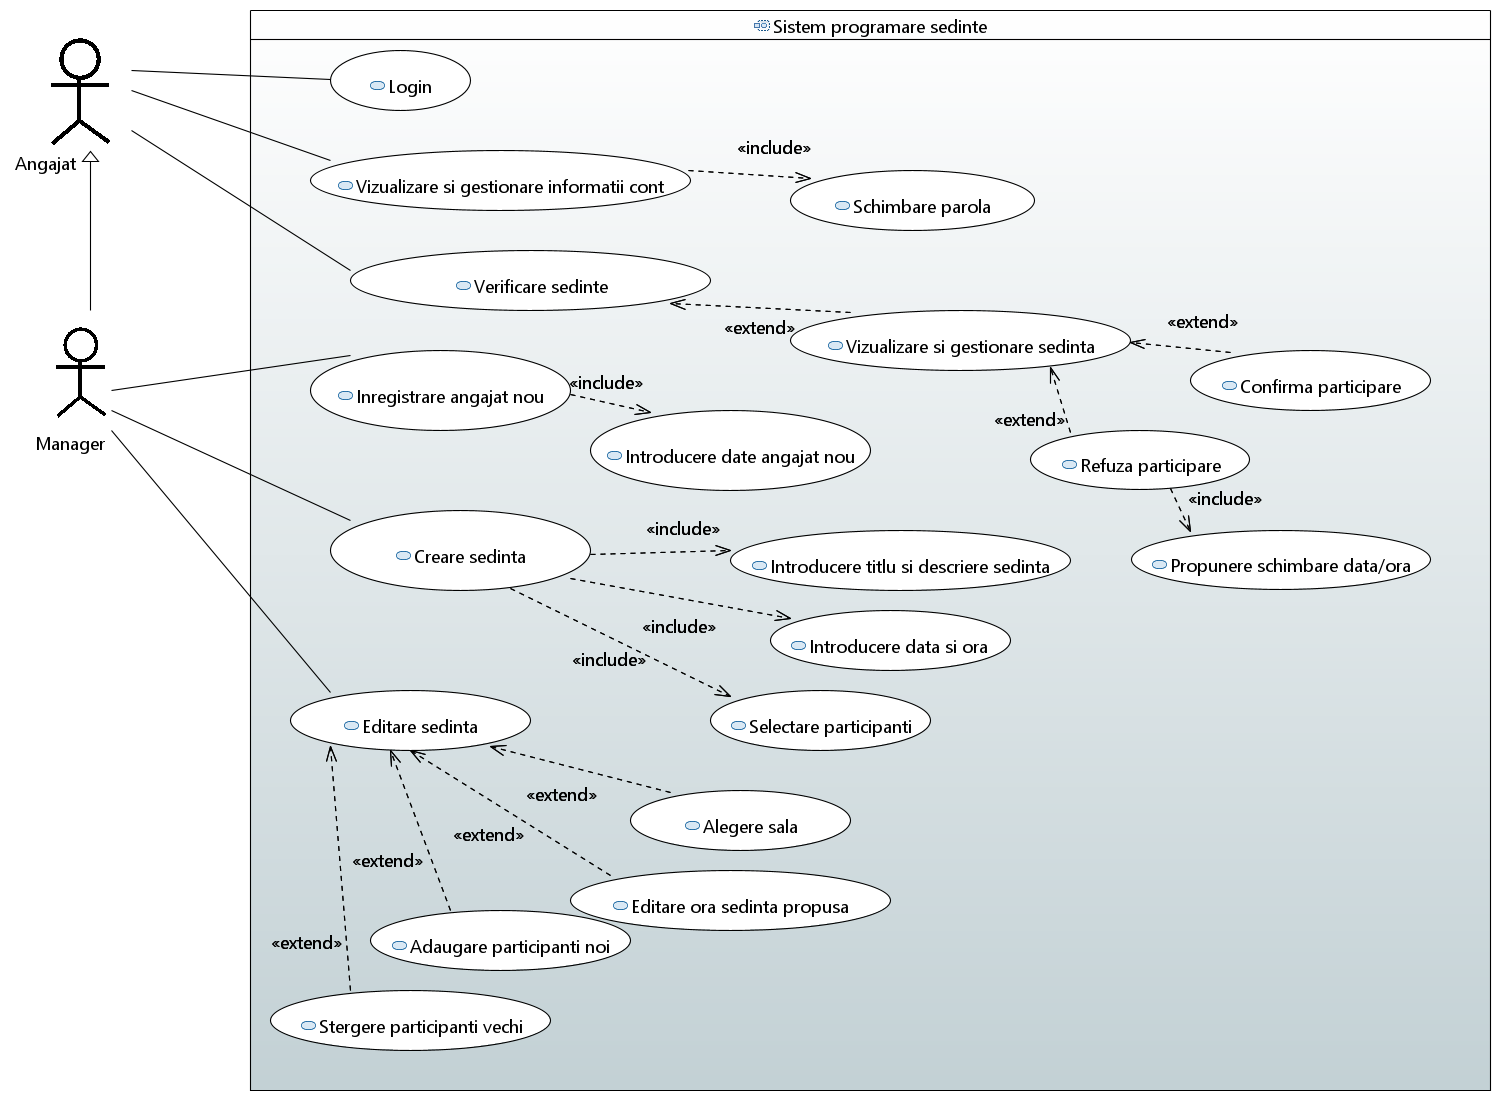 Sistem programare sedinte
Login
Angajat
«include»
Vizualizare si gestionare informatii cont
Schimbare parola
Verificare sedinte
«extend»
Vizualizare si gestionare sedinta
«extend»
Confirma participare
Manager
Inregistrare angajat nou
«include»
Introducere date angajat nou
«extend»
Refuza participare
«include»
Propunere schimbare data/ora
Creare sedinta
«include»
Introducere titlu si descriere sedinta
«include»
Introducere data si ora
«include»
Selectare participanti
Editare sedinta
«extend»
Alegere sala
«extend»
Editare ora sedinta propusa
«extend»
Adaugare participanti noi
«extend»
Stergere participanti vechi